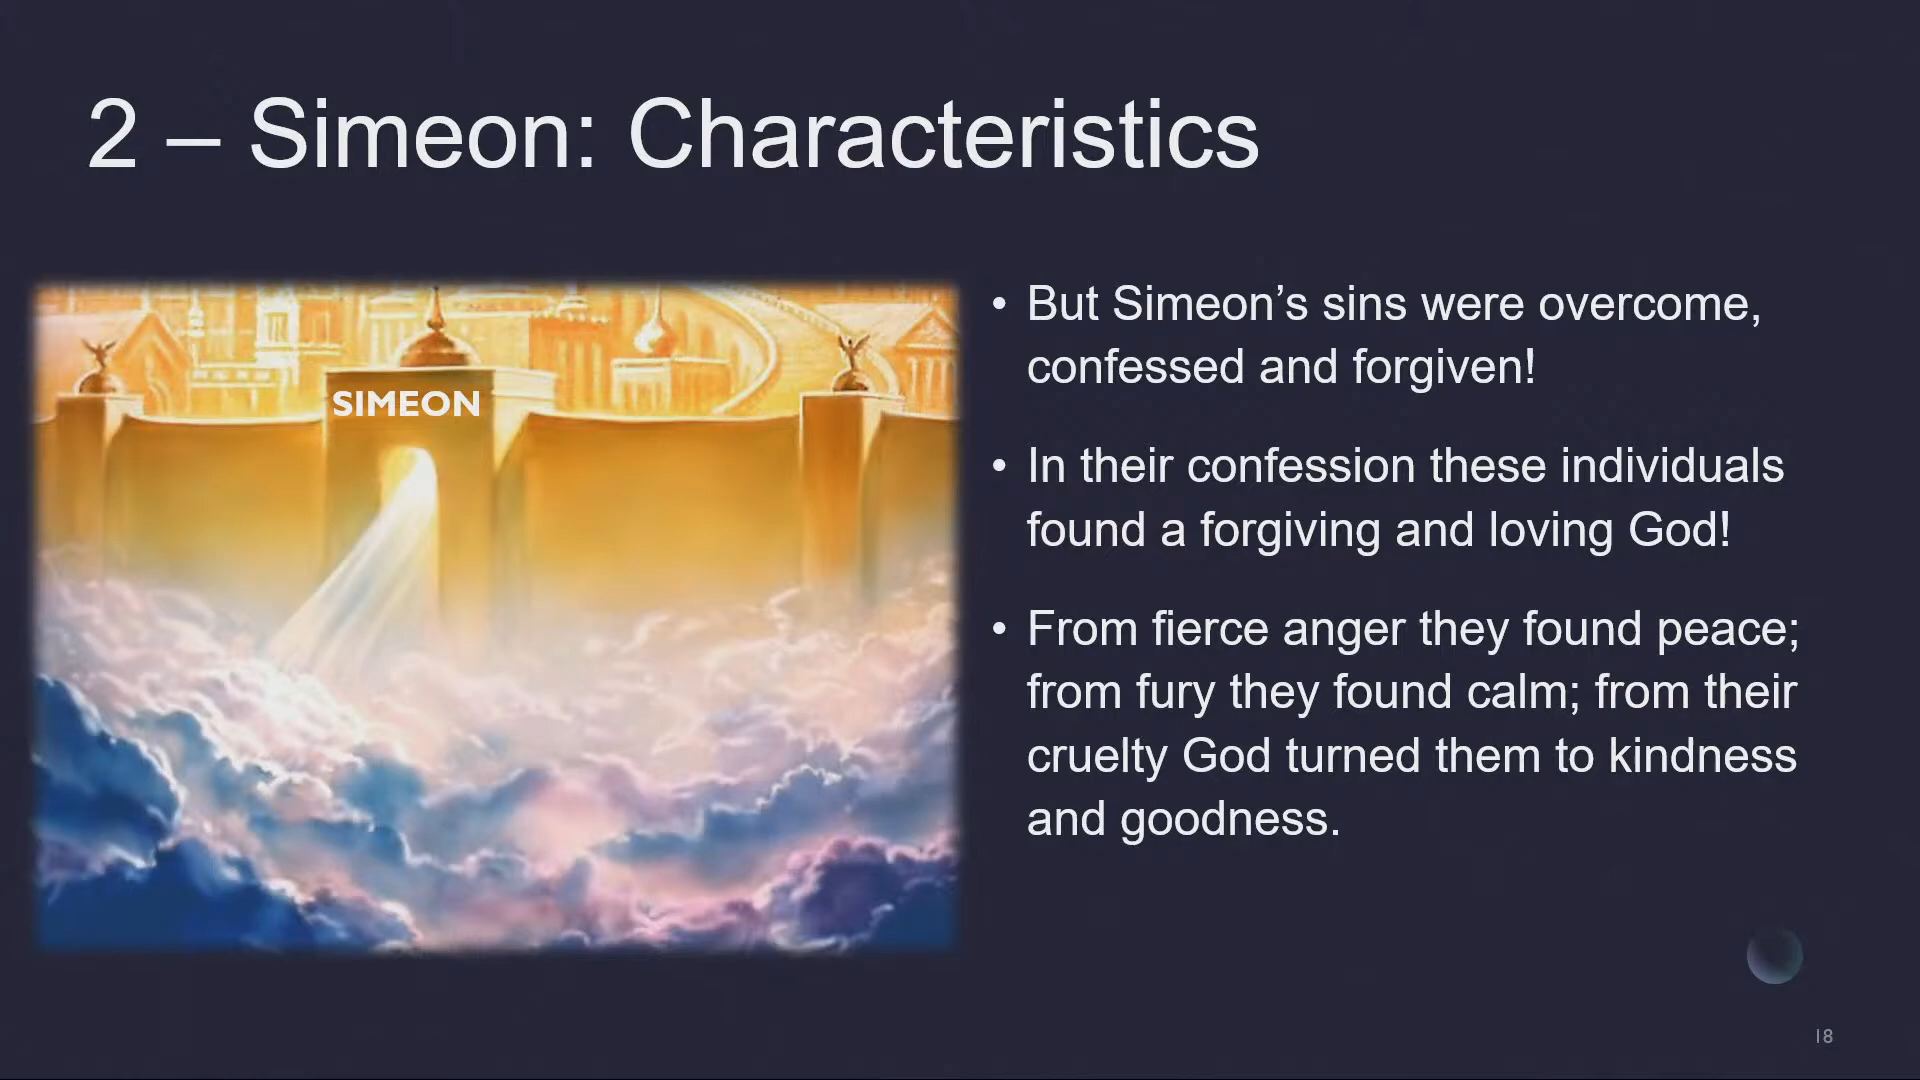 2 – Simeon: Characteristics
SIMEON
• But Simeon’s sins were overcome,
confessed and forgiven!
• In their confession these individuals
found a forgiving and loving God!
• From fierce anger they found peace;
from fury they found calm; from their
cruelty God turned them to kindness
and goodness.
18